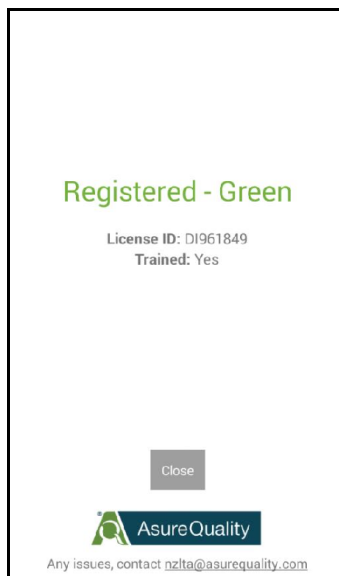 Registered - Green
License ID: DI961849
Trained: Yes
Close
AsureQuality
Any issues, contact nzlta@asurequality.com